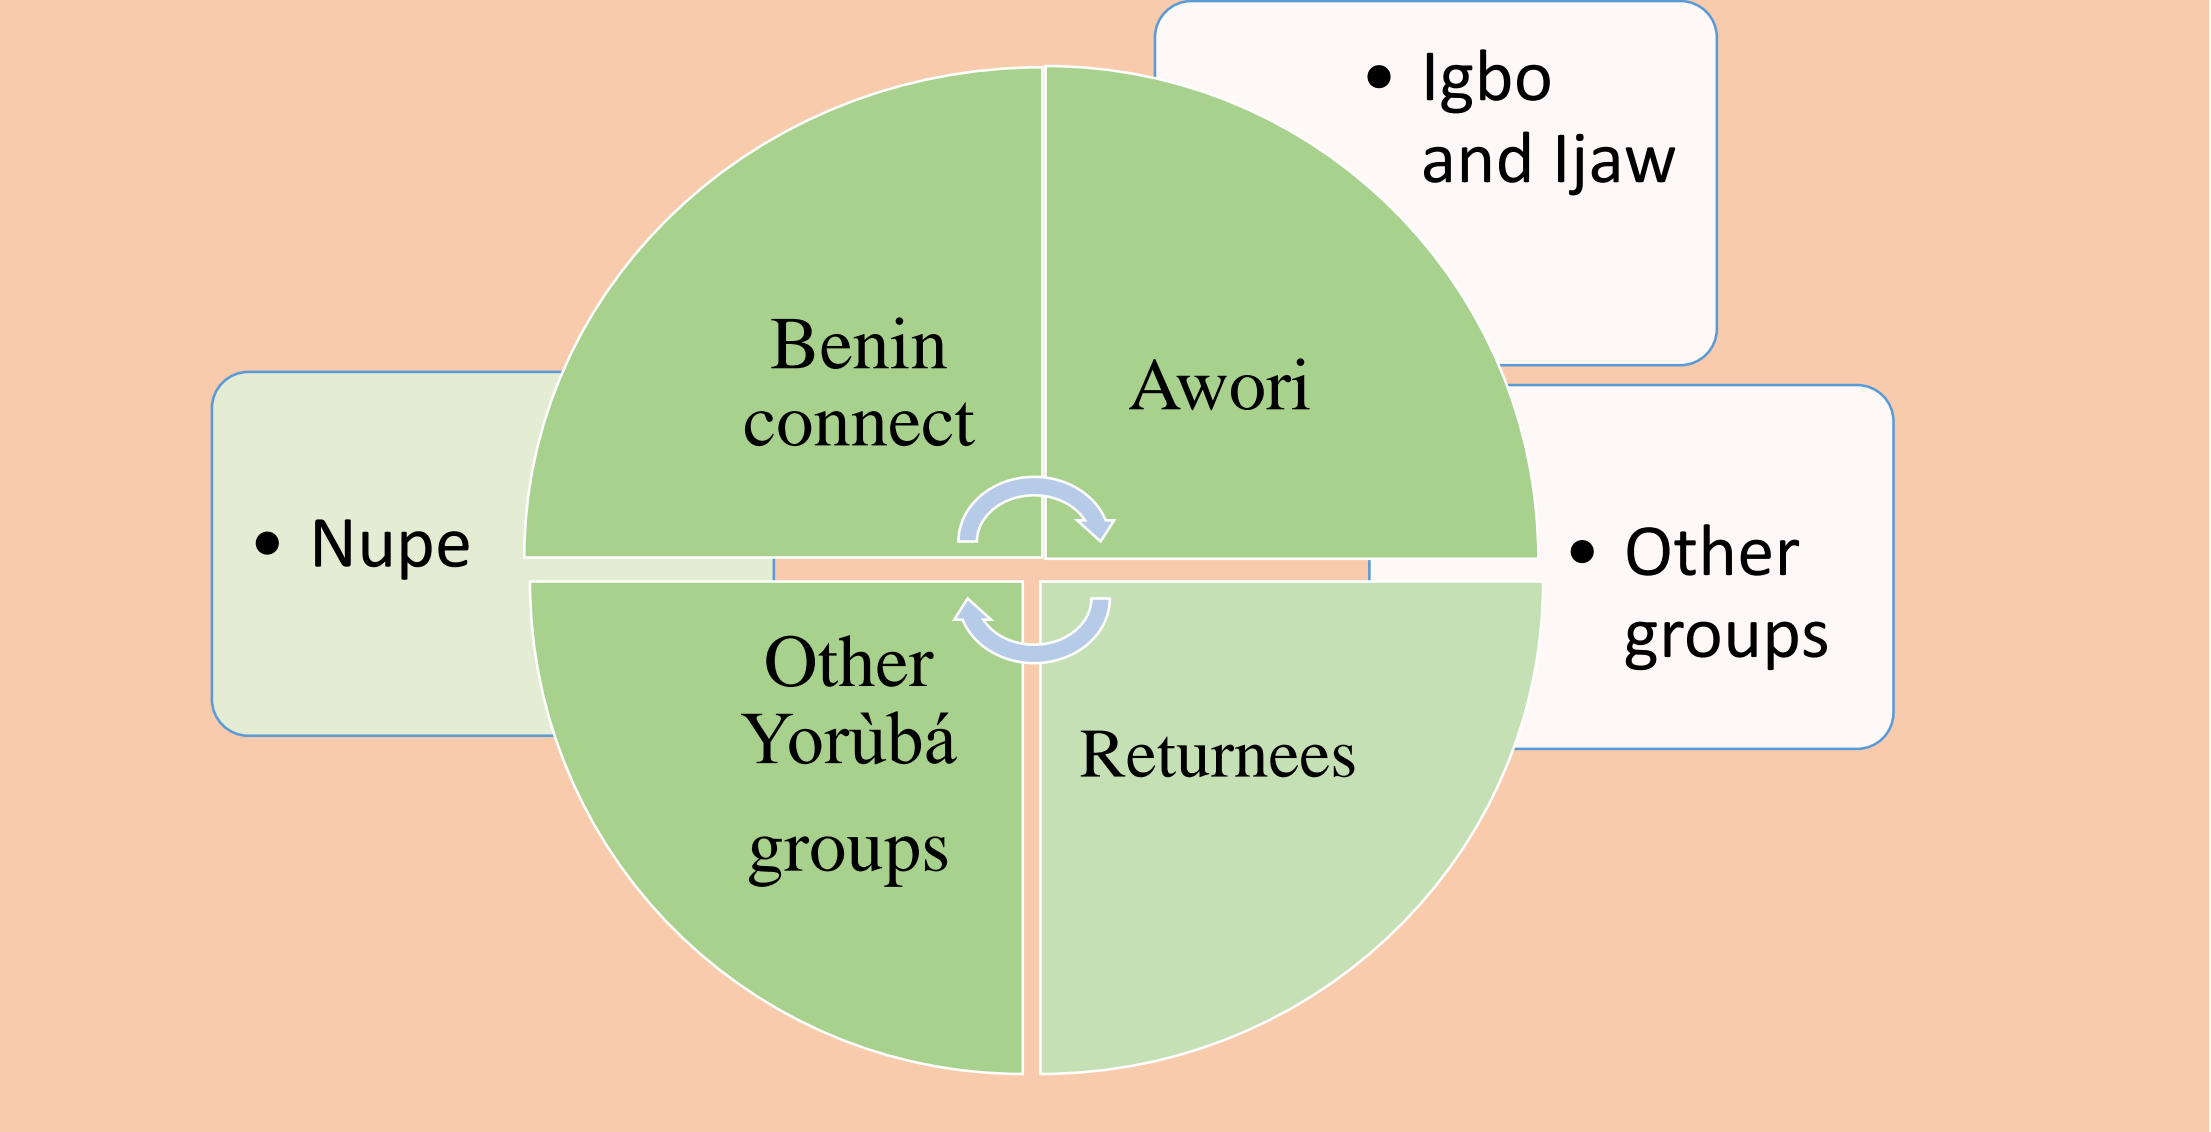 • Igbo
and Ijaw
Benin
connect
Awori
• Nupe
• Other
groups
Other
Yorùbá
groups
Returnees